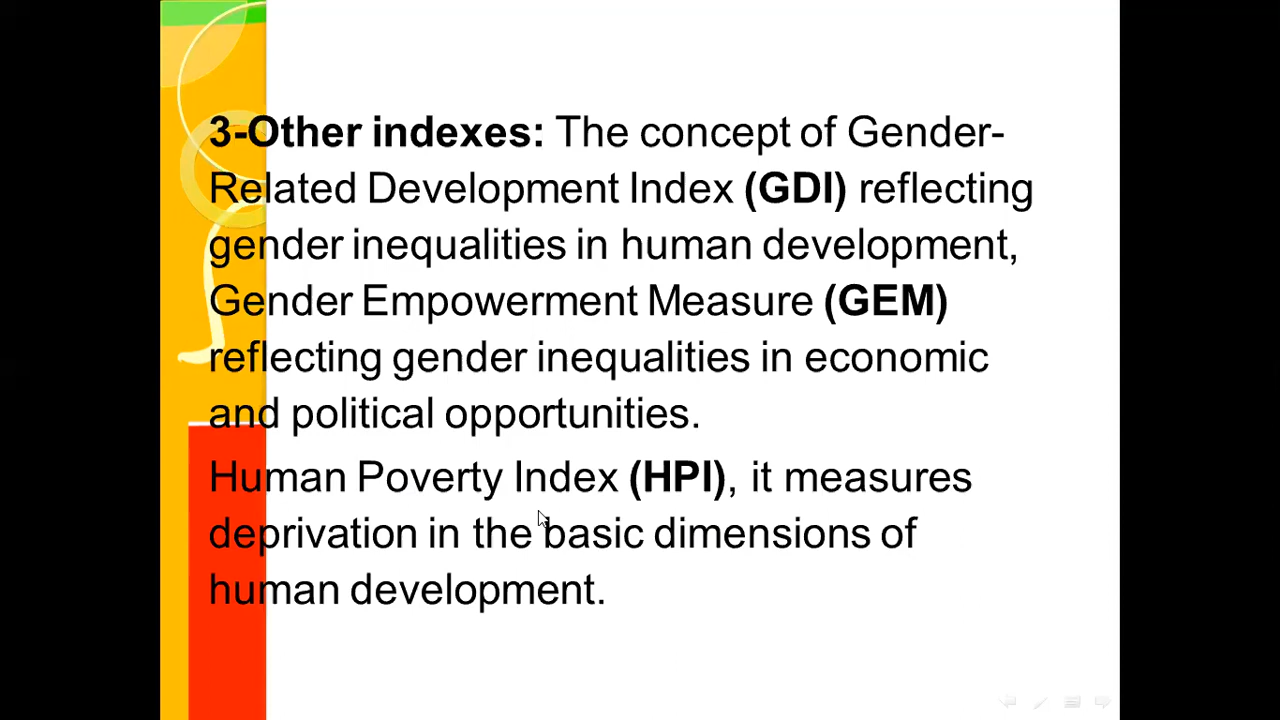 3-Other indexes: The concept of Gender-
Related Development Index (GDI) reflecting
gender inequalities in human development,
Gender Empowerment Measure (GEM)
reflecting gender inequalities in economic
and political opportunities.
Human Poverty Index (HPI), it measures
deprivation in the basic dimensions of
human development.